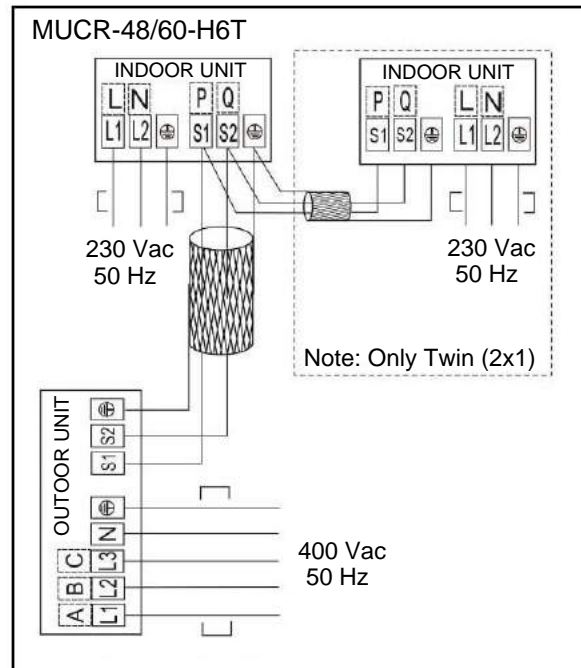 MUCR-48/60-H6T
INDOOR UNIT
L N P Q
L1 L2 S1 S2
230 Vac
50 Hz
INDOOR UNIT
P Q L N
S1 S2 L1 L2
230 Vac
50 Hz
Note: Only Twin (2x1)
OUTOOR UNIT
S2
S1
N
C L3
B L2
A L1
400 Vac
50 Hz